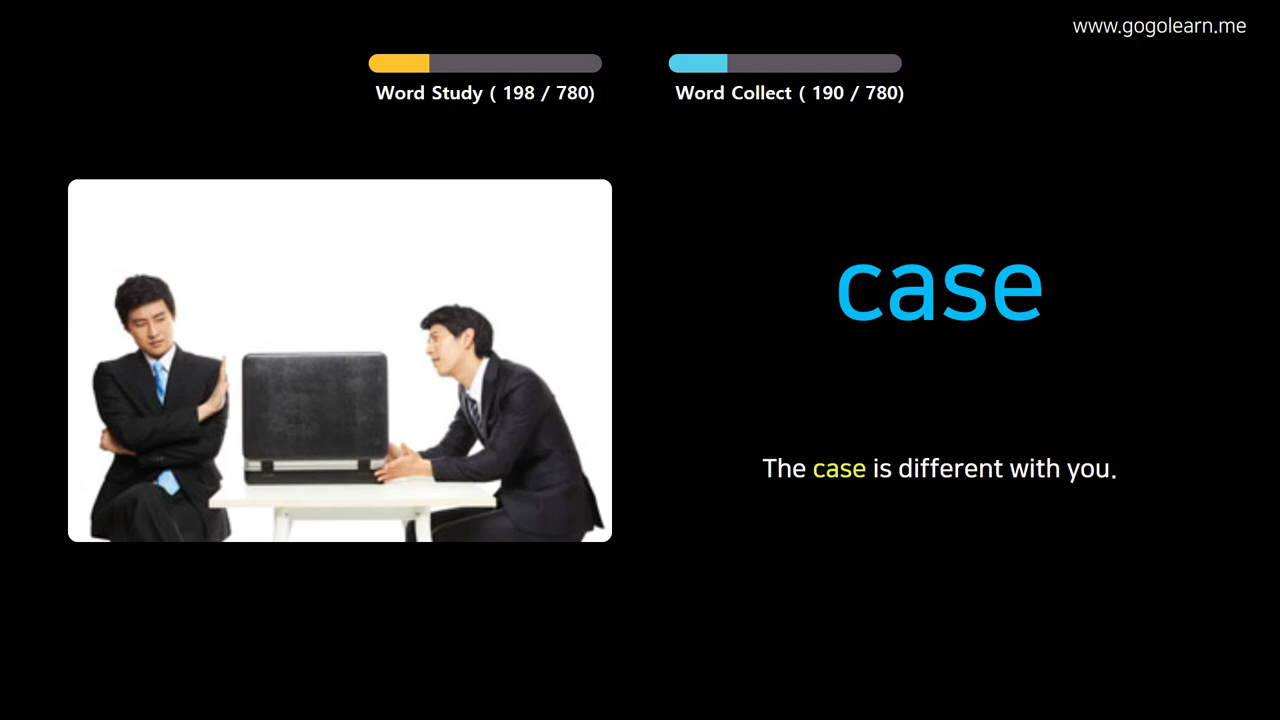 www.gogolearn.me
Word Study ( 198 / 780)
Word Collect ( 190 / 780)
case
The case is different with you.